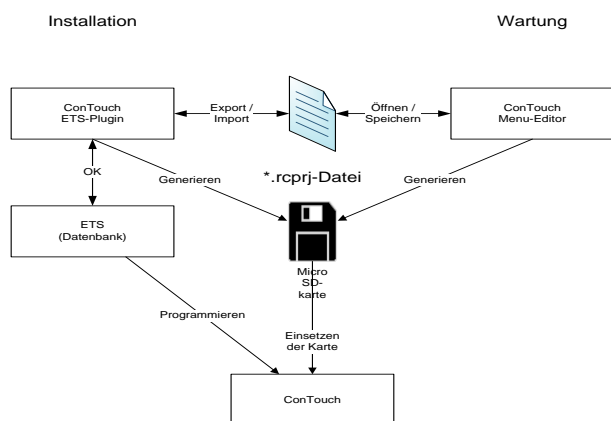 Installation
Wartung
ConTouch
ETS-Plugin
Export /
Import
Öffnen /
Speichern
ConTouch
Menu-Editor
OK
Generieren
*.rcprj-Datei
Generieren
ETS
(Datenbank)
Micro
SD-
karte
Programmieren
Einsetzen
der Karte
ConTouch